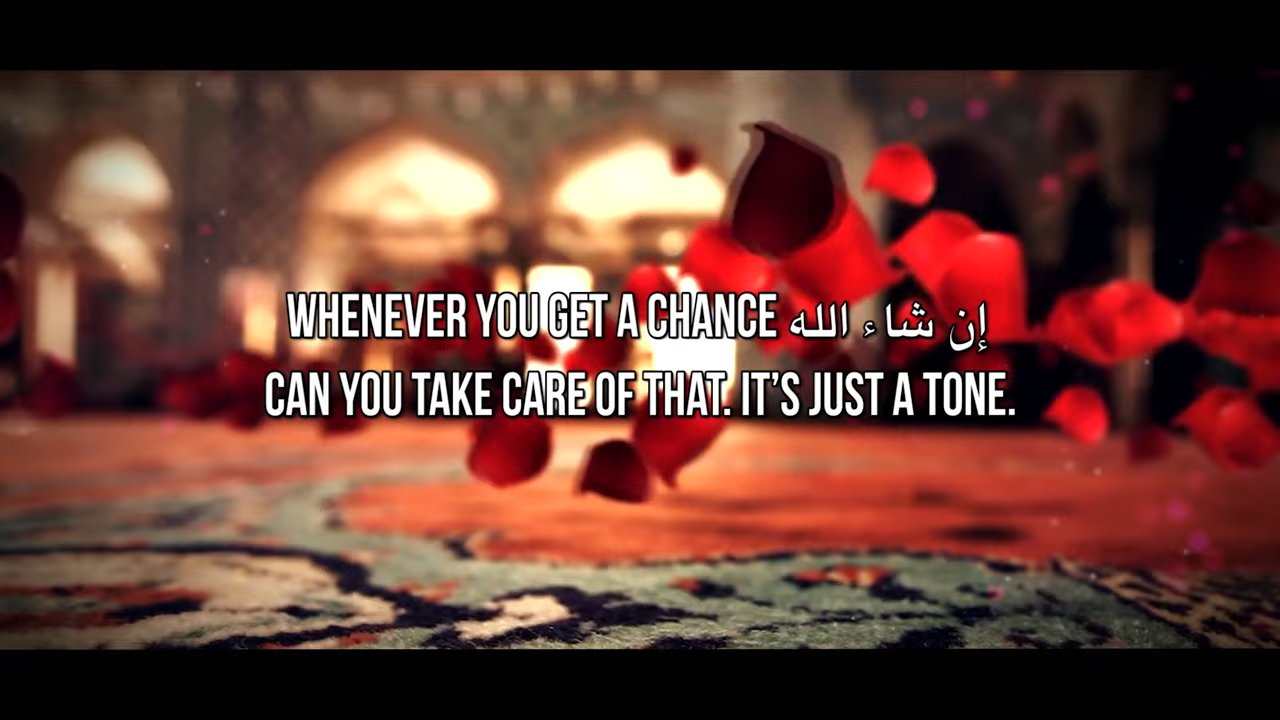 WHENEVER YOU GET A CHANCE إن شاء الله
CAN YOU TAKE CARE OF THAT. IT’S JUST A TONE.